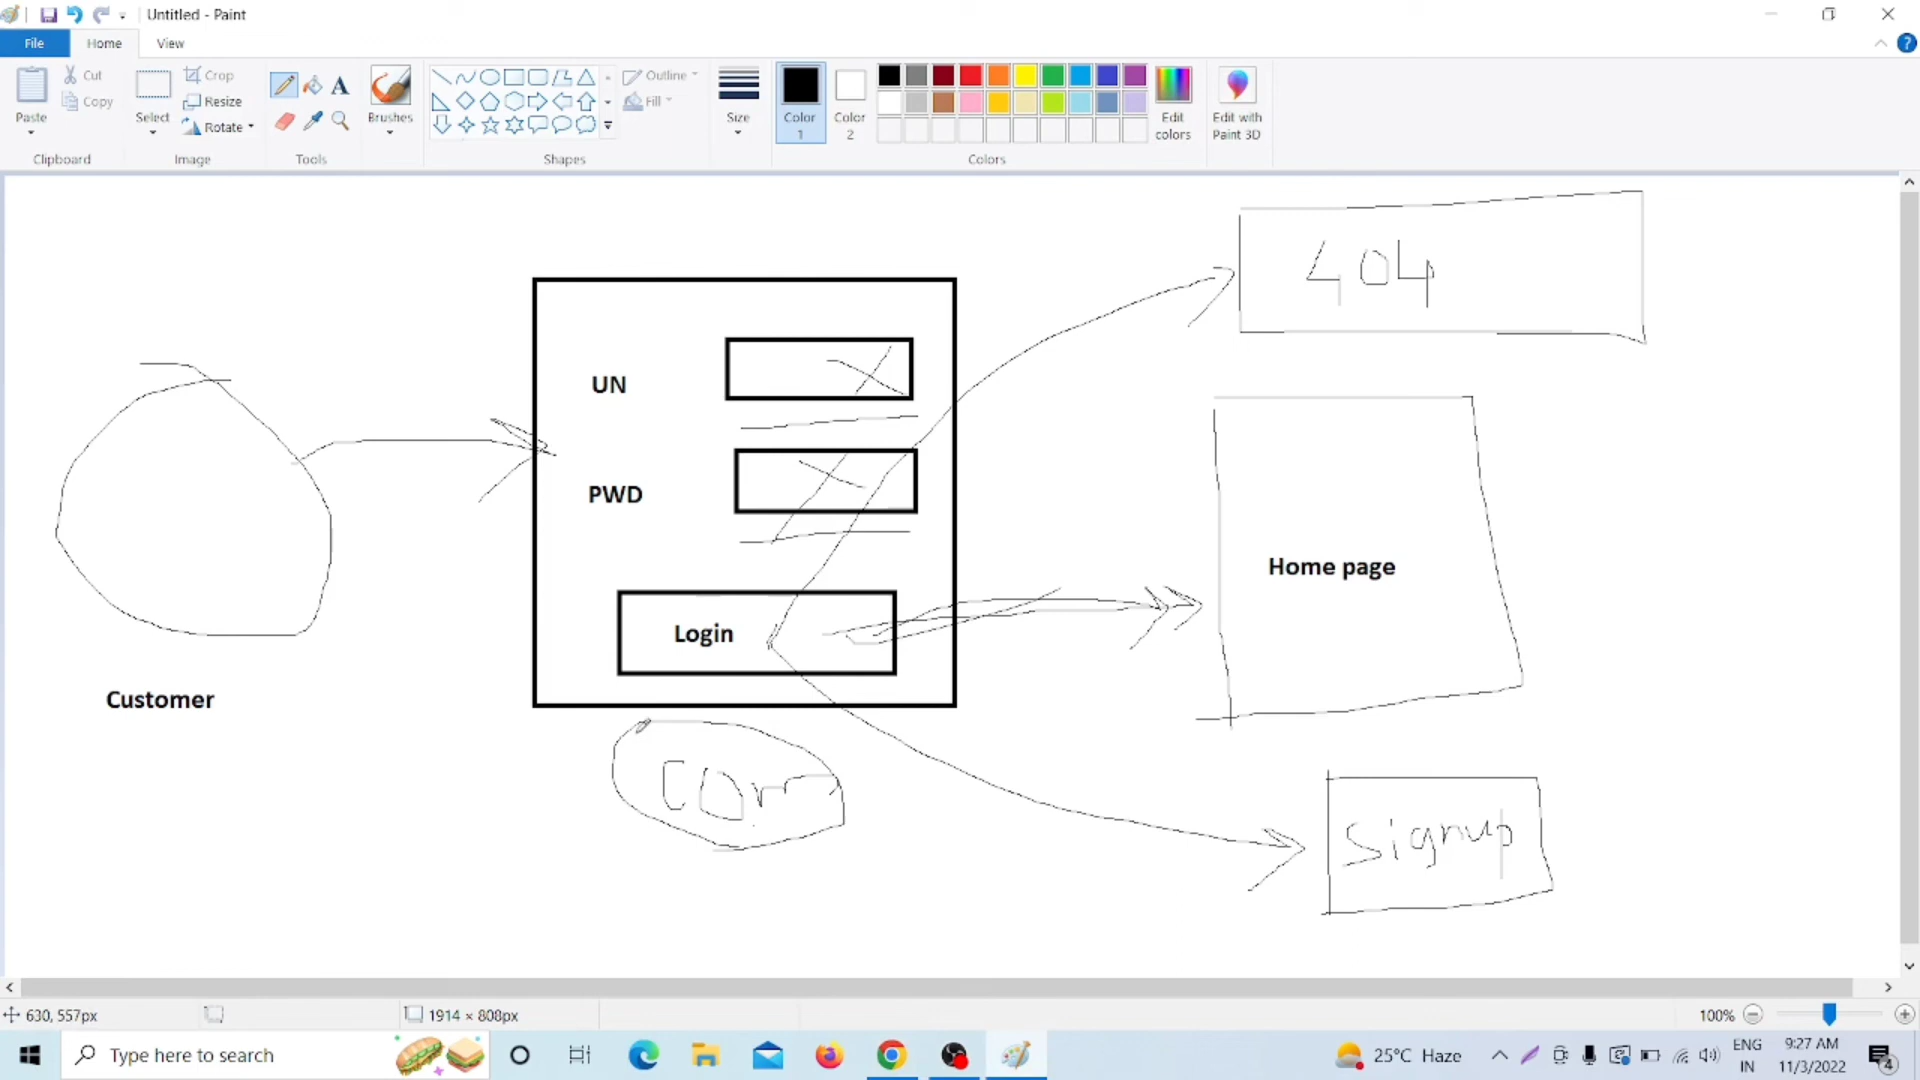 Untitled - Paint
File Home View
Paste
Cut
Copy
Clipboard
Select
Crop
Resize
Rotate
Image
Tools
Brushes
Shapes
Outline
Fill
Size
Color 1
Color 2
Edit colors
Colors
Edit with Paint 3D
404
UN
PWD
Login
Home page
Customer
Com
Signup
630, 557px
1914 × 808px
100%
Type here to search
25°C Haze
ENG
IN
9:27 AM
11/3/2022
4